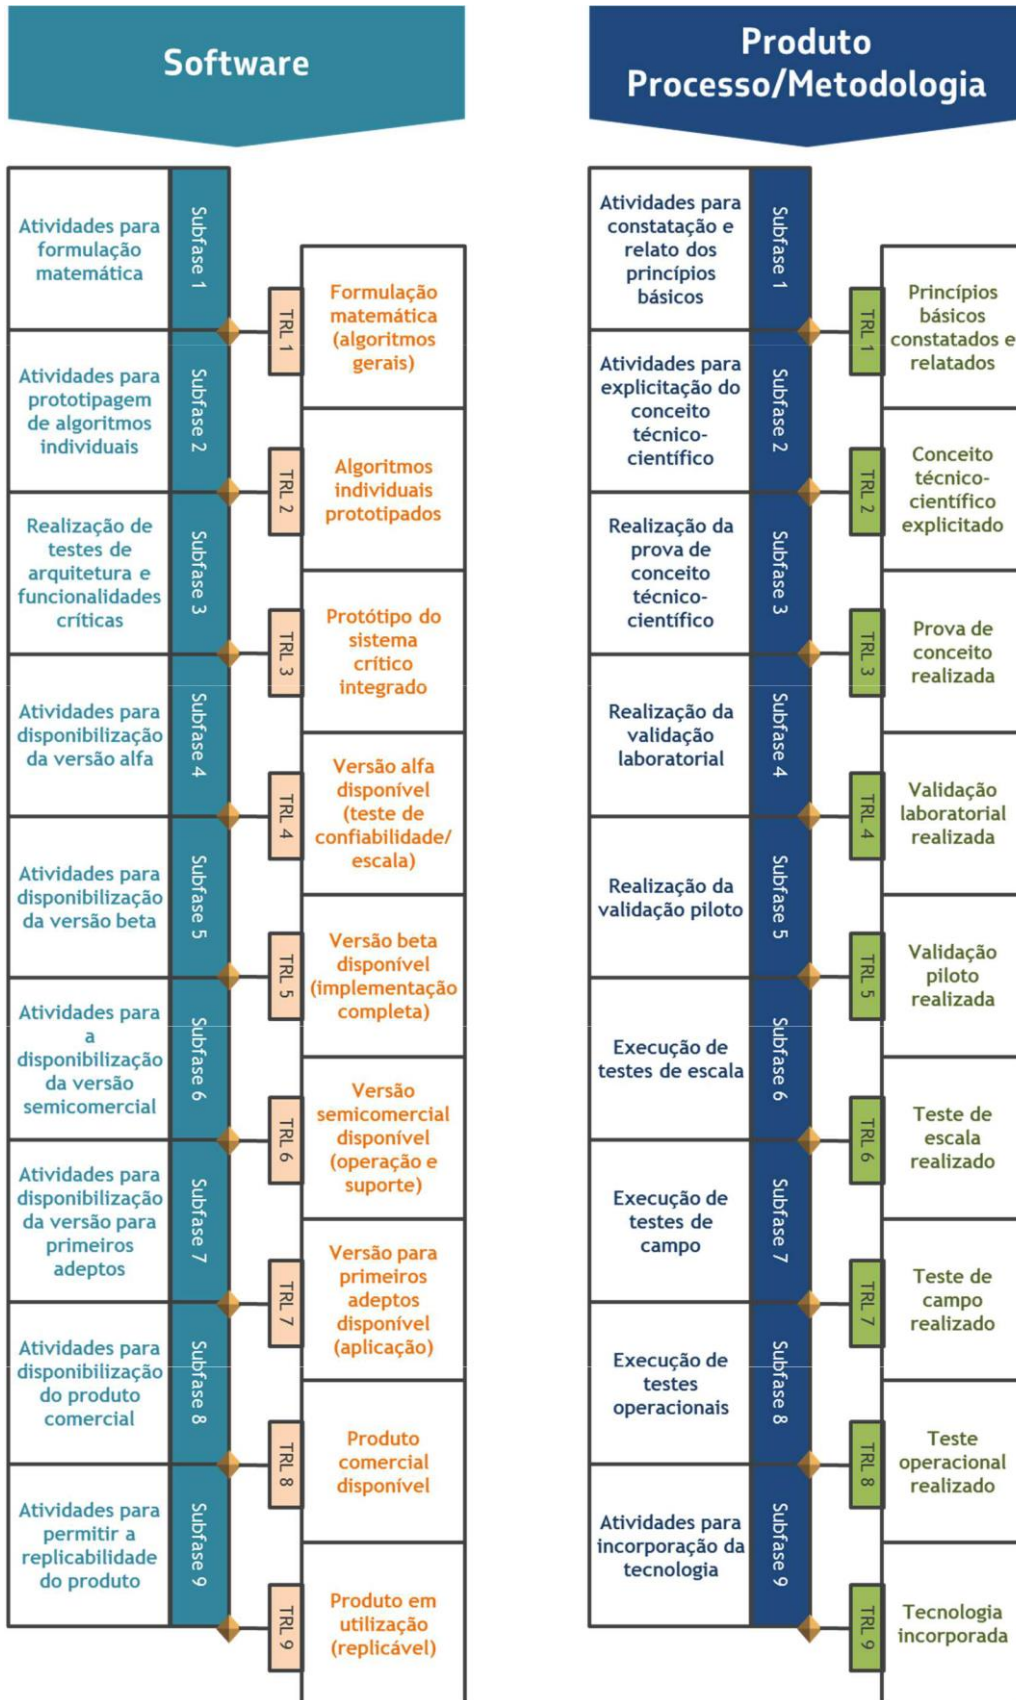 Software
Atividades para
formulação
matemática
Subfase 1
TRL 1
Formulação
matemática
(algoritmos
gerais)
Atividades para
prototipagem
de algoritmos
individuais
Subfase 2
TRL 2
Algoritmos
individuais
prototipados
Realização de
testes de
arquitetura e
funcionalidades
críticas
Subfase 3
TRL 3
Protótipo do
sistema
crítico
integrado
Atividades para
disponibilização
da versão alfa
Subfase 4
TRL 4
Versão alfa
disponível
(teste de
confiabilidade/
escala)
Atividades para
disponibilização
da versão beta
Subfase 5
TRL 5
Versão beta
disponível
(implementação
completa)
Atividades para
a
disponibilização
da versão
semicomercial
Subfase 6
TRL 6
Versão
semicomercial
disponível
(operação e
suporte)
Atividades para
disponibilização
da versão para
primeiros
adeptos
Subfase 7
TRL 7
Versão para
primeiros
adeptos
disponível
(aplicação)
Atividades para
disponibilização
do produto
comercial
Subfase 8
TRL 8
Produto
comercial
disponível
Atividades para
permitir a
replicabilidade
do produto
Subfase 9
TRL 9
Produto em
utilização
(replicável)
Produto
Processo/Metodologia
Atividades para
constatação e
relato dos
princípios
básicos
Subfase 1
TRL 1
Princípios
básicos
constatados e
relatados
Atividades para
explicitação do
conceito
técnico-
científico
Subfase 2
TRL 2
Conceito
técnico-
científico
explicitado
Realização da
prova de
conceito
técnico-
científico
Subfase 3
TRL 3
Prova de
conceito
realizada
Realização da
validação
laboratorial
Subfase 4
TRL 4
Validação
laboratorial
realizada
Realização da
validação piloto
Subfase 5
TRL 5
Validação
piloto
realizada
Execução de
testes de escala
Subfase 6
TRL 6
Teste de
escala
realizado
Execução de
testes de
campo
Subfase 7
TRL 7
Teste de
campo
realizado
Execução de
testes
operacionais
Subfase 8
TRL 8
Teste
operacional
realizado
Atividades para
incorporação da
tecnologia
Subfase 9
TRL 9
Tecnologia
incorporada